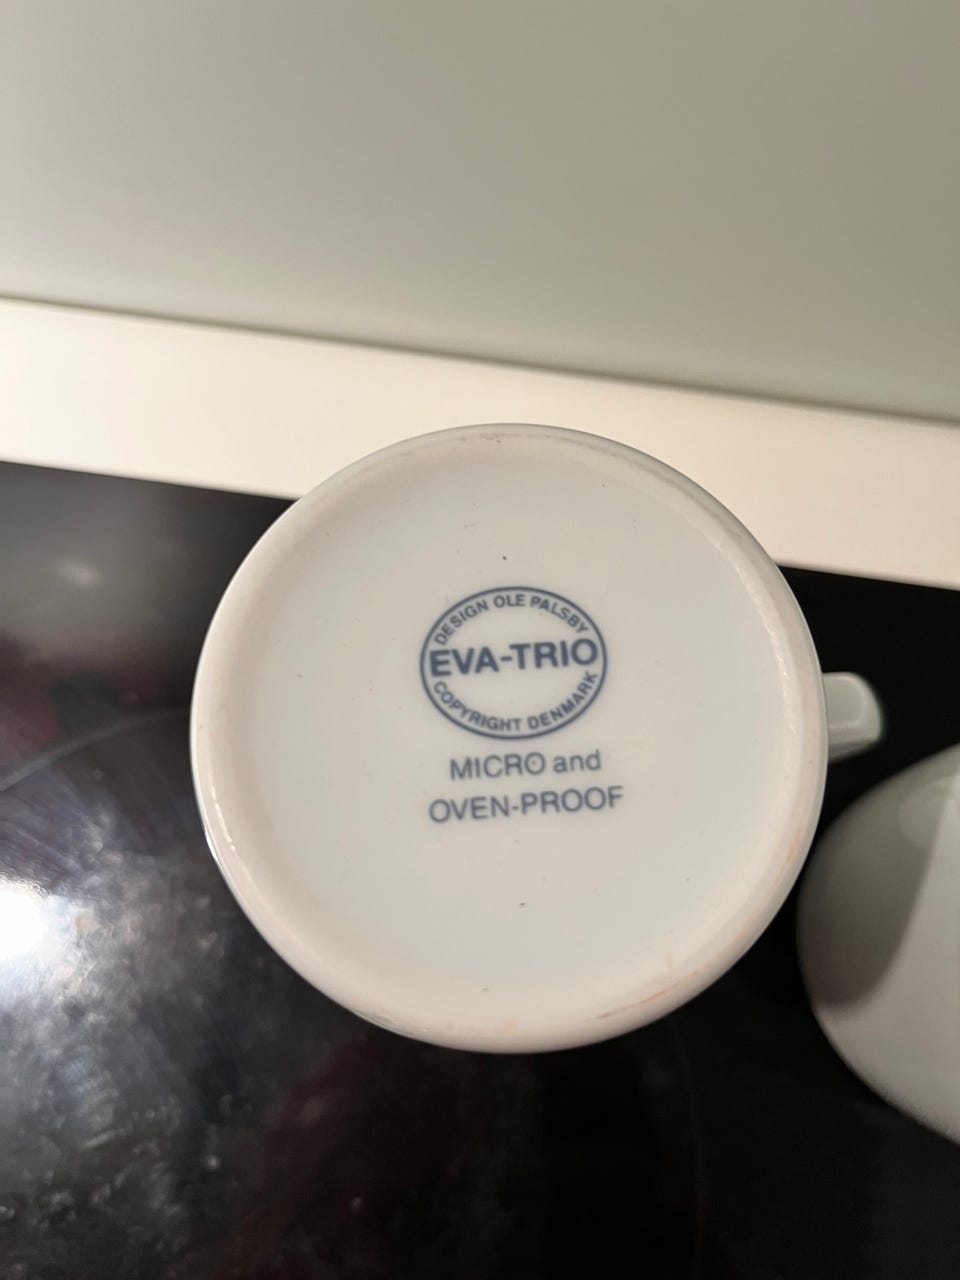 DESIGN OLE PALSBY
EVA-TRIO
COPYRIGHT DENMARK
MICRO and
OVEN-PROOF